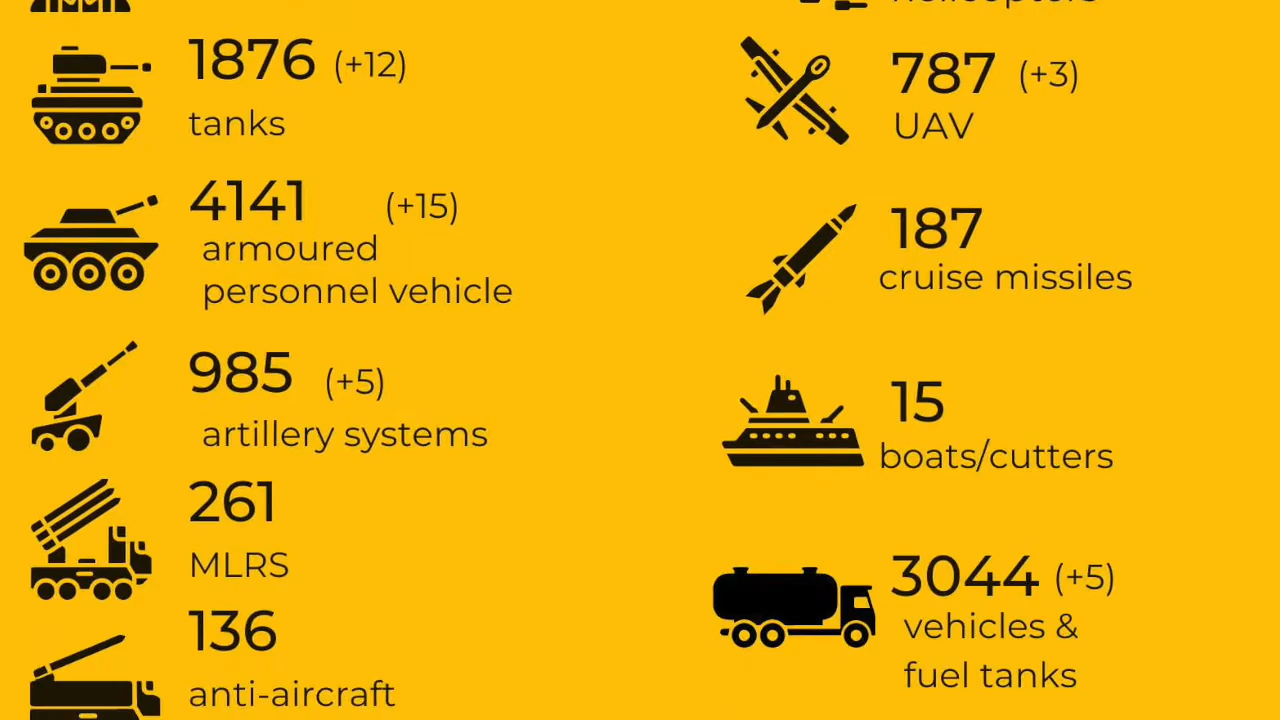 1876 (+12)
tanks
4141 (+15)
armoured
personnel vehicle
985 (+5)
artillery systems
261
MLRS
136
anti-aircraft
helicopters
787 (+3)
UAV
187
cruise missiles
15
boats/cutters
3044 (+5)
vehicles &
fuel tanks